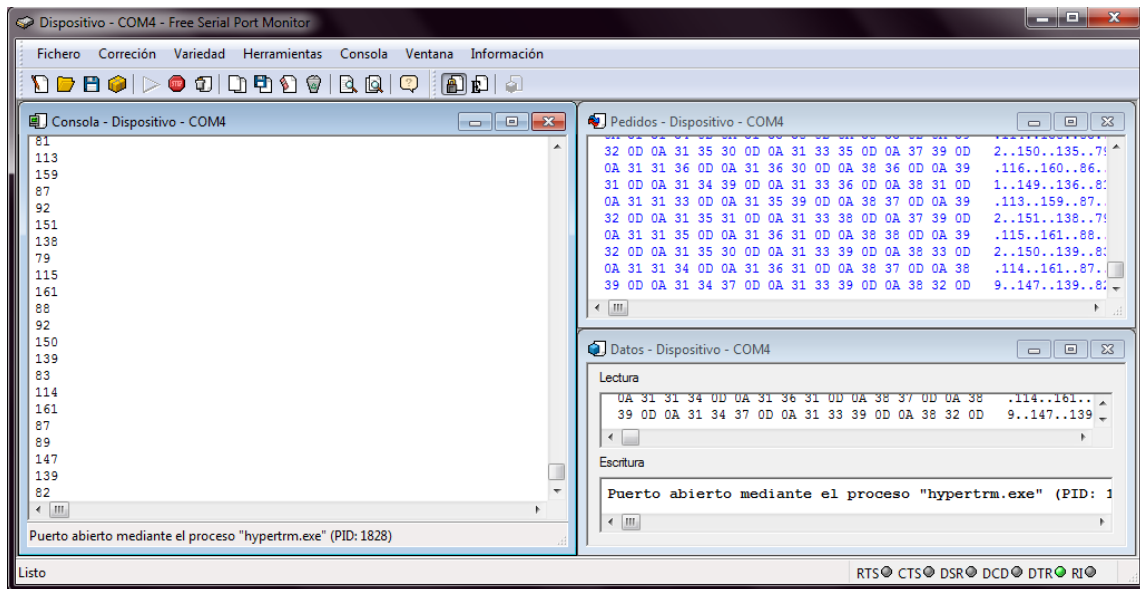 Dispositivo - COM4 - Free Serial Port Monitor
Fichero Correción Variedad Herramientas Consola Ventana Información
Consola - Dispositivo - COM4
81
113
159
87
92
151
138
79
115
161
88
92
150
139
83
114
161
87
89
147
139
82
Puerto abierto mediante el proceso "hypertrm.exe" (PID: 1828)
Pedidos - Dispositivo - COM4
32 0D 0A 31 35 30 0D 0A 31 33 35 0D 0A 37 39 0D 2..150..135..79
0A 31 31 36 0D 0A 31 36 30 0D 0A 38 36 0D 0A 39 .116..160..86.
31 0D 0A 31 34 39 0D 0A 31 33 36 0D 0A 38 31 0D 1..149..136..81
0A 31 31 33 0D 0A 31 35 39 0D 0A 38 37 0D 0A 39 .113..159..87.
32 0D 0A 31 35 31 0D 0A 31 33 38 0D 0A 37 39 0D 2..151..138..79
0A 31 31 35 0D 0A 31 36 31 0D 0A 38 38 0D 0A 39 .115..161..88.
32 0D 0A 31 35 30 0D 0A 31 33 39 0D 0A 38 33 0D 2..150..139..83
0A 31 31 34 0D 0A 31 36 31 0D 0A 38 37 0D 0A 38 .114..161..87.
39 0D 0A 31 34 37 0D 0A 31 33 39 0D 0A 38 32 0D 9..147..139..82
Datos - Dispositivo - COM4
Lectura
0A 31 31 34 0D 0A 31 36 31 0D 0A 38 37 0D 0A 38 .114..161..
39 0D 0A 31 34 37 0D 0A 31 33 39 0D 0A 38 32 0D 9..147..139
Escritura
Puerto abierto mediante el proceso "hypertrm.exe" (PID: 1
Listo
RTS CTS DSR DCD DTR RI